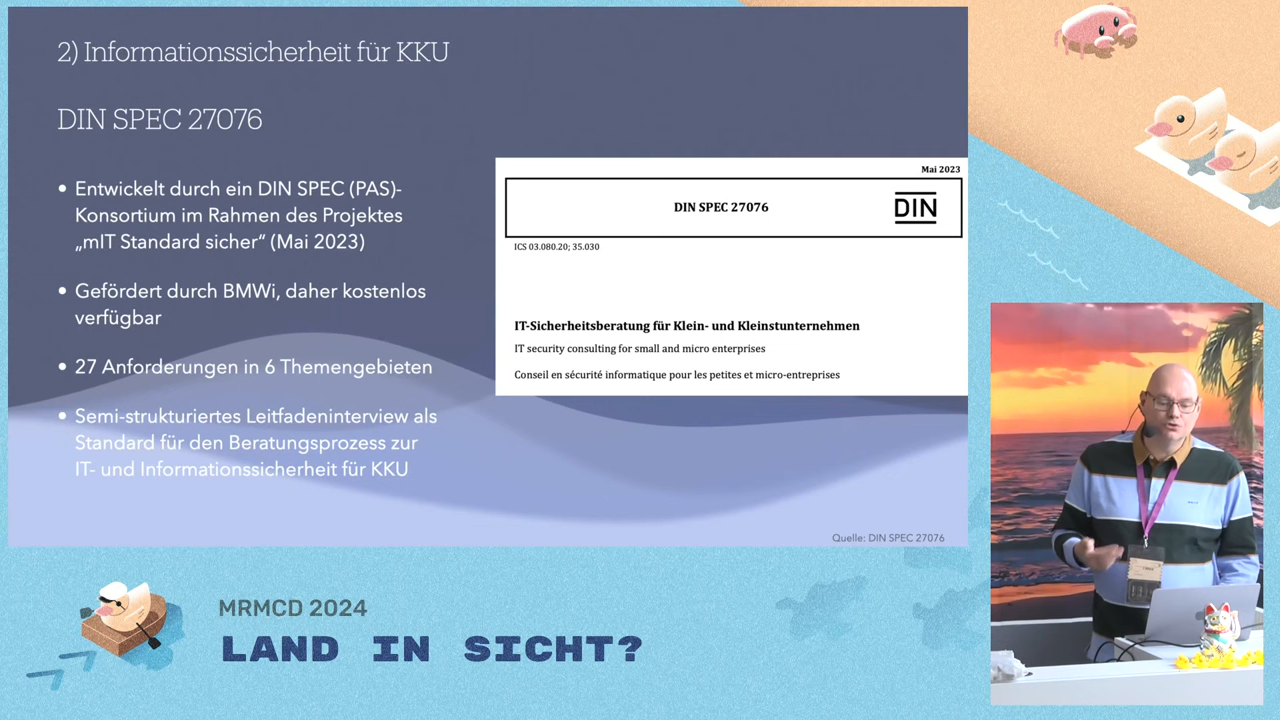 2) Informationssicherheit für KKU
DIN SPEC 27076
• Entwickelt durch ein DIN SPEC (PAS)-
Konsortium im Rahmen des Projektes
„mIT Standard sicher“ (Mai 2023)
• Gefördert durch BMWi, daher kostenlos
verfügbar
• 27 Anforderungen in 6 Themengebieten
• Semi-strukturiertes Leitfadeninterview als
Standard für den Beratungsprozess zur
IT- und Informationssicherheit für KKU
Mai 2023
DIN SPEC 27076
DIN
ICS 03.080.20; 35.030
IT-Sicherheitsberatung für Klein- und Kleinstunternehmen
IT security consulting for small and micro enterprises
Conseil en sécurité informatique pour les petites et micro-entreprises
Quelle: DIN SPEC 27076
MRMCD 2024
LAND IN SICHT?